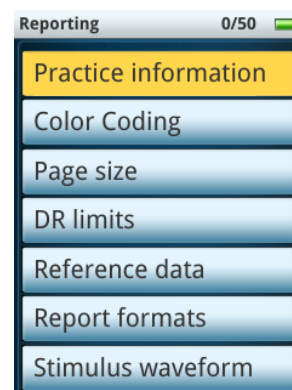 Reporting 0/50
Practice information
Color Coding
Page size
DR limits
Reference data
Report formats
Stimulus waveform